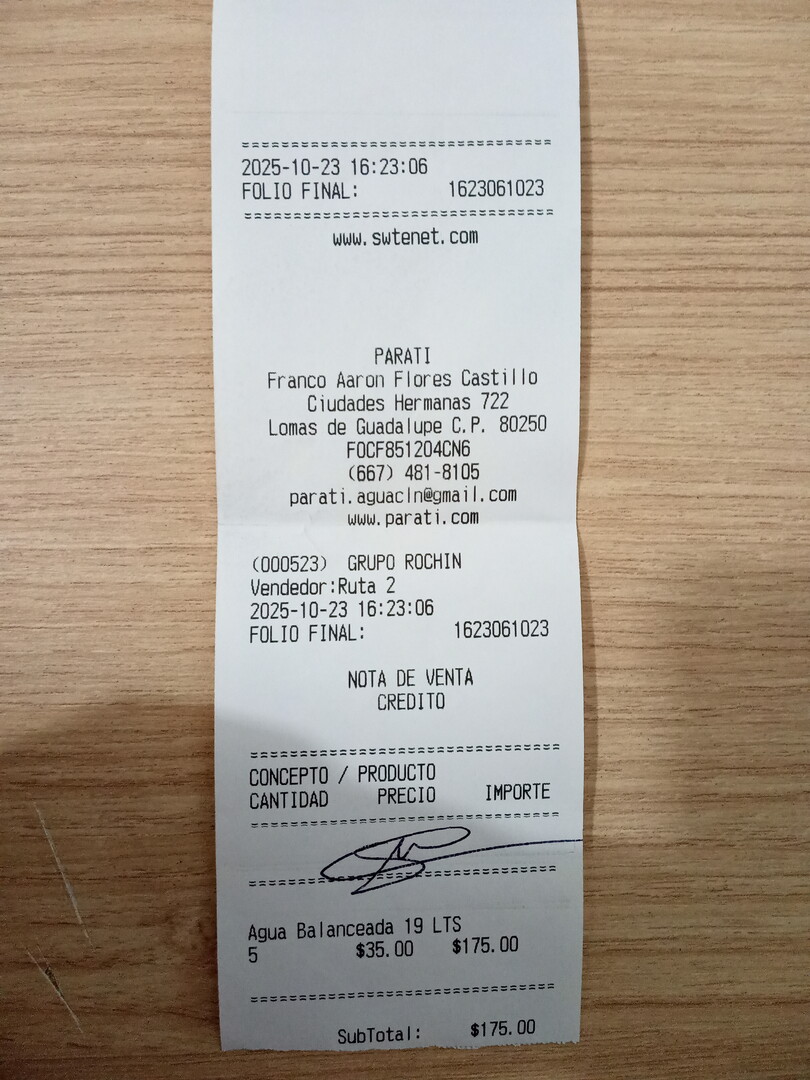 ================================
2025-10-23 16:23:06
FOLIO FINAL: 1623061023
================================
www.swtenet.com
PARATI
Franco Aaron Flores Castillo
Ciudades Hermanas 722
Lomas de Guadalupe C.P. 80250
FOCF851204CN6
(667) 481-8105
parati.aguacln@gmail.com
www.parati.com
(000523) GRUPO ROCHIN
Vendedor:Ruta 2
2025-10-23 16:23:06
FOLIO FINAL: 1623061023
NOTA DE VENTA
CREDITO
================================
CONCEPTO / PRODUCTO
CANTIDAD PRECIO IMPORTE
================================
================================
Agua Balanceada 19 LTS
5 $35.00 $175.00
================================
SubTotal: $175.00